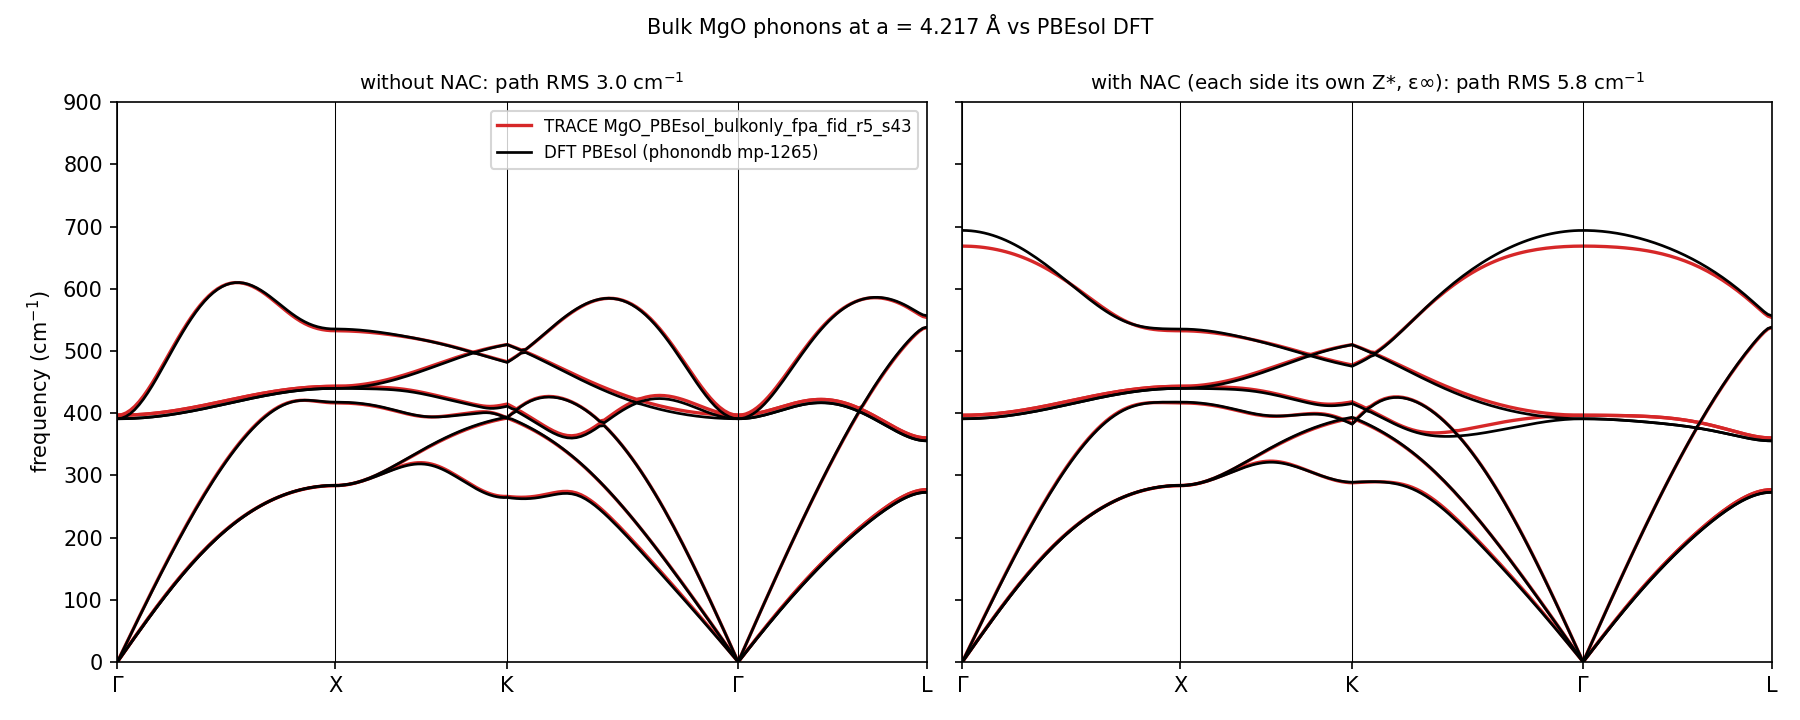 Bulk MgO phonons at a = 4.217 Å vs PBEsol DFT
without NAC: path RMS 3.0 cm⁻¹
with NAC (each side its own Z*, ε∞): path RMS 5.8 cm⁻¹
TRACE MgO_PBEsol_bulkonly_fpa_fid_r5_s43
DFT PBEsol (phonondb mp-1265)
frequency (cm⁻¹)
900
800
700
600
500
400
300
200
100
0
Γ X K Γ L
Γ X K Γ L